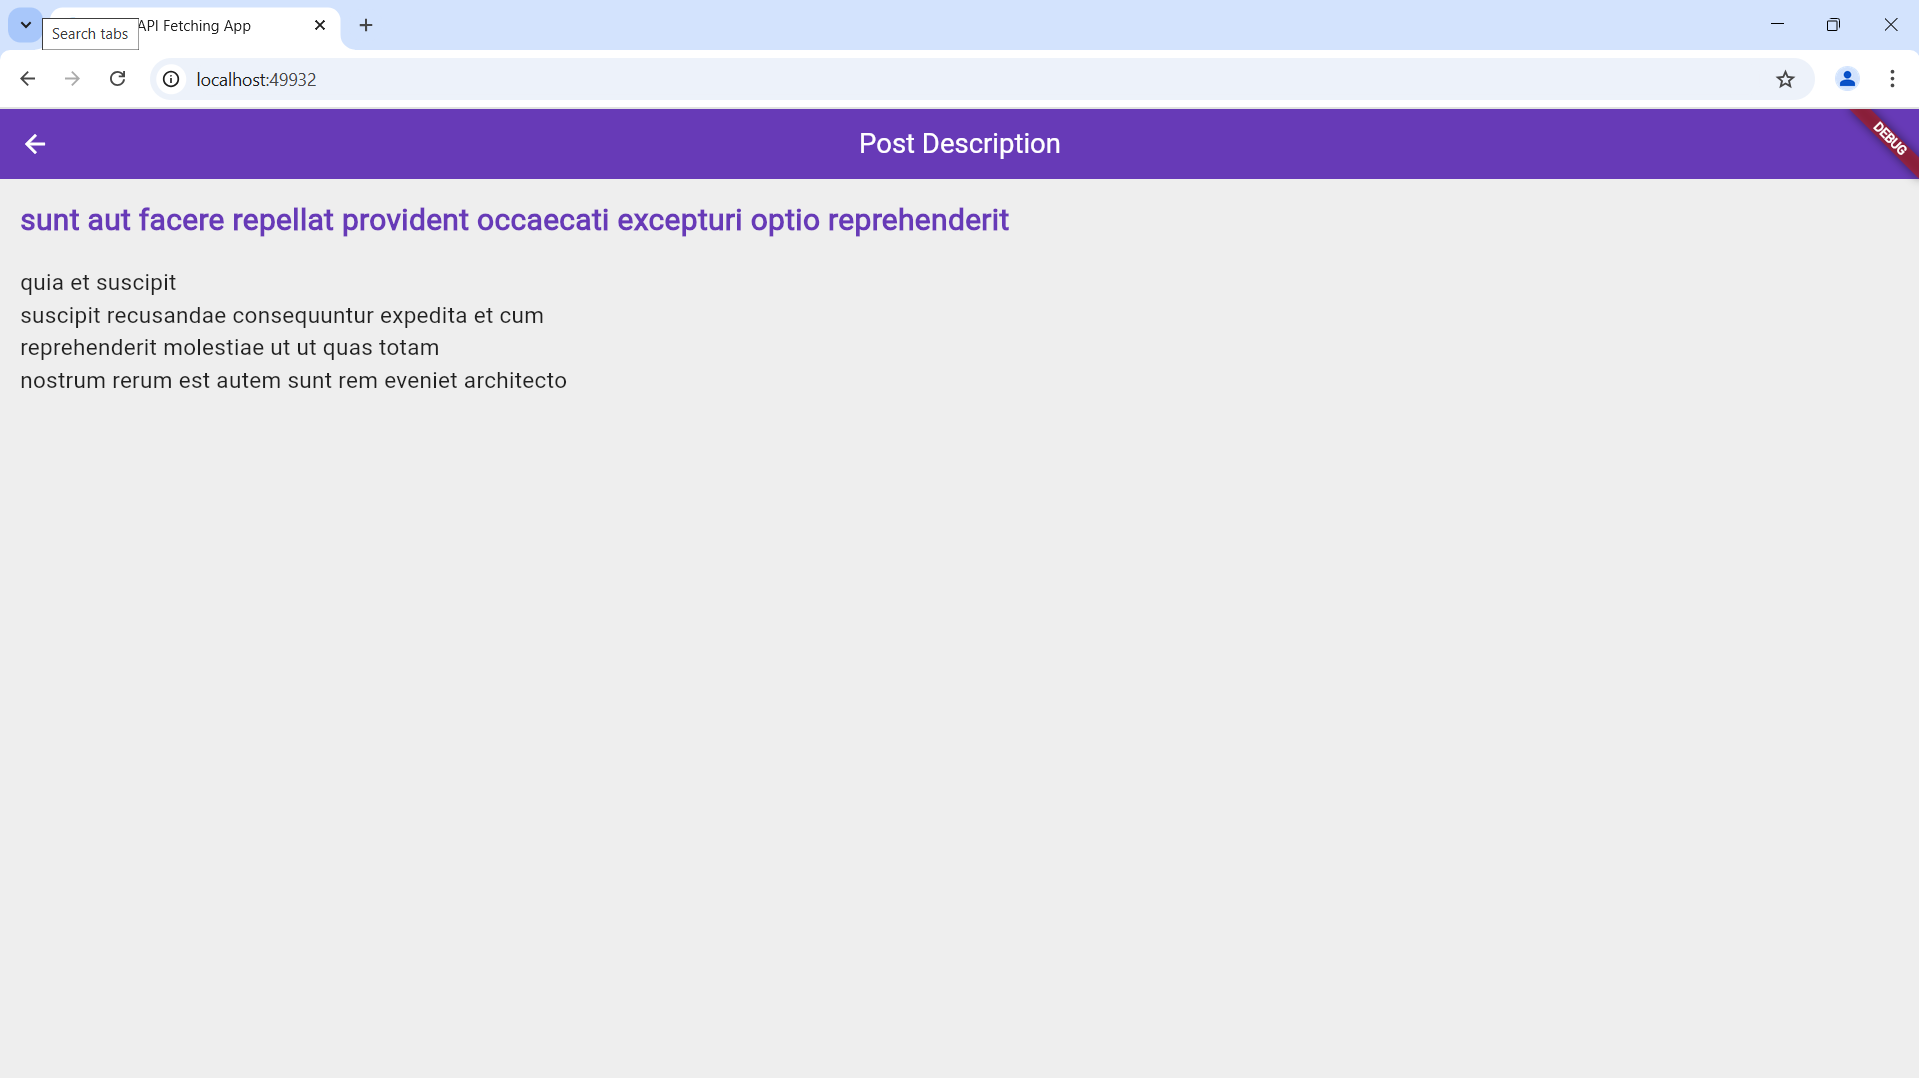 API Fetching App
Search tabs
localhost:49932
Post Description
DEBUG
sunt aut facere repellat provident occaecati excepturi optio reprehenderit
quia et suscipit
suscipit recusandae consequuntur expedita et cum
reprehenderit molestiae ut ut quas totam
nostrum rerum est autem sunt rem eveniet architecto